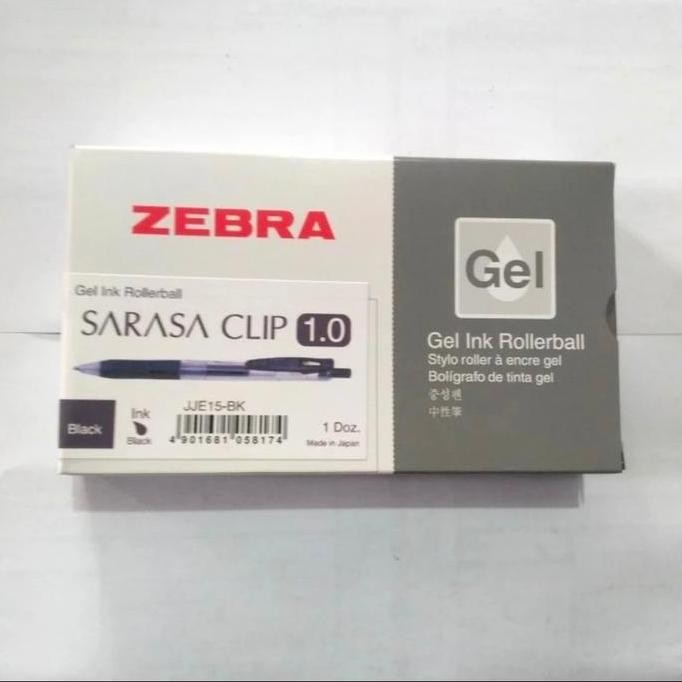 ZEBRA
Gel Ink Rollerball
SARASA CLIP 1.0
Black
Ink
Black
JJE15-BK
4 901681 058174
1 Doz.
Made in Japan
Gel
Gel Ink Rollerball
Stylo roller à encre gel
Bolígrafo de tinta gel
중성펜
中性筆